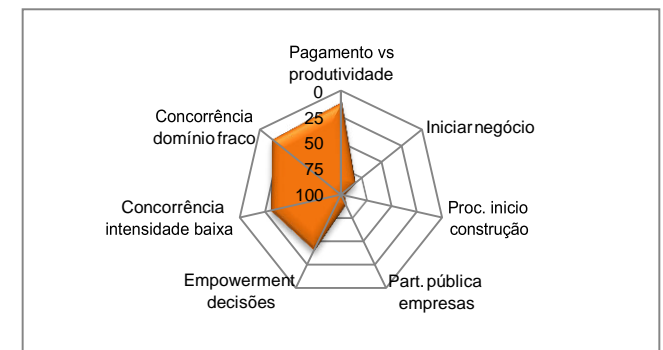 Pagamento vs
produtividade
0
25
50
75
100
Iniciar negócio
Proc. inicio
construção
Part. pública
empresas
Empowerment
decisões
Concorrência
intensidade baixa
Concorrência
domínio fraco